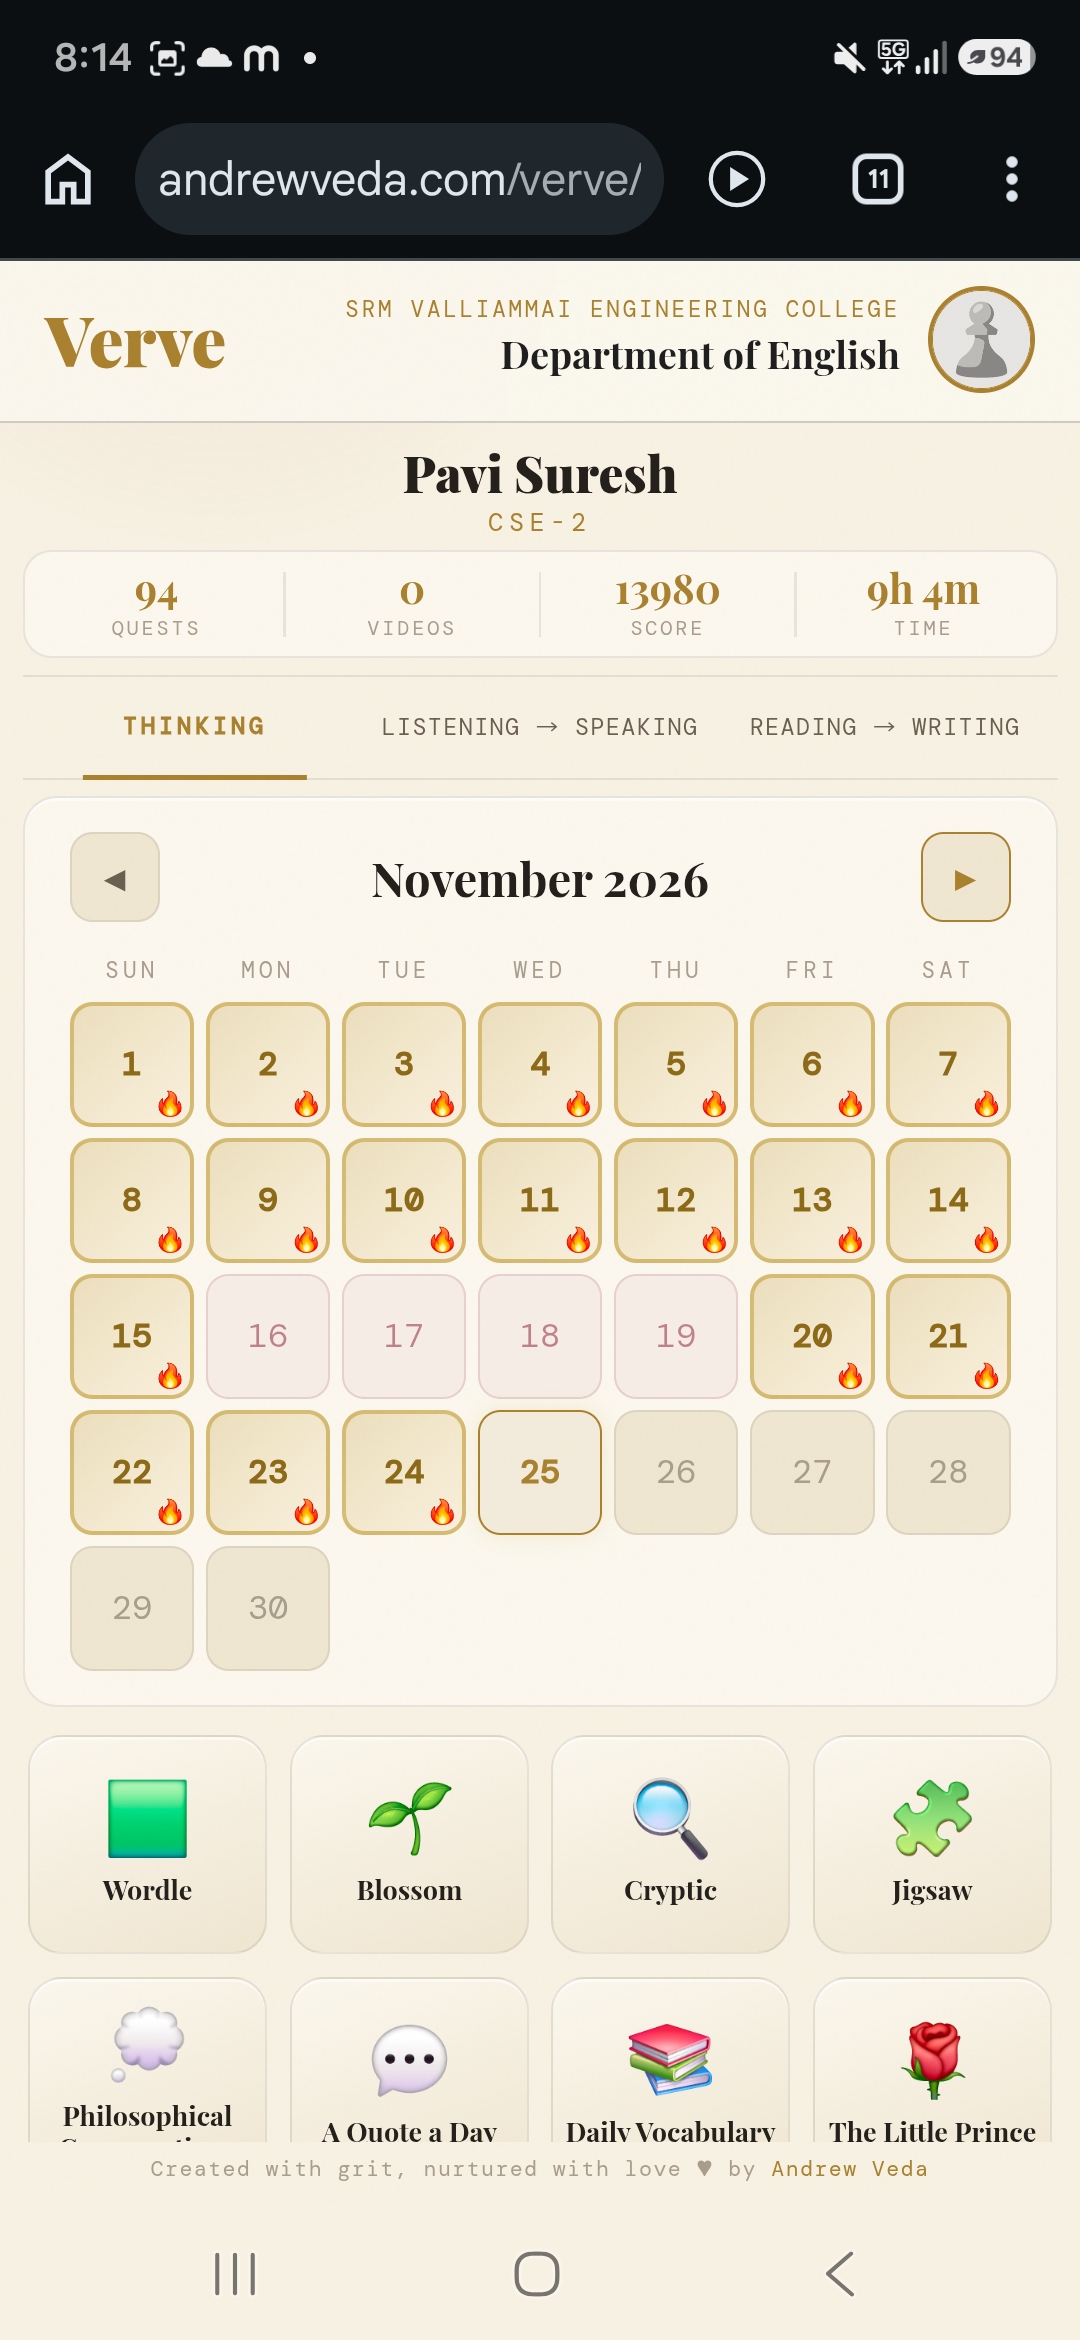 8:14
5G
94
andrewveda.com/verve/
11
Verve
SRM VALLIAMMAI ENGINEERING COLLEGE
Department of English
Pavi Suresh
CSE-2
94 0 13980 9h 4m
QUESTS VIDEOS SCORE TIME
THINKING LISTENING → SPEAKING READING → WRITING
◀ November 2026 ▶
SUN MON TUE WED THU FRI SAT
1 2 3 4 5 6 7
8 9 10 11 12 13 14
15 16 17 18 19 20 21
22 23 24 25 26 27 28
29 30
Wordle Blossom Cryptic Jigsaw
Philosophical
A Quote a Day Daily Vocabulary The Little Prince
Created with grit, nurtured with love ♥ by Andrew Veda